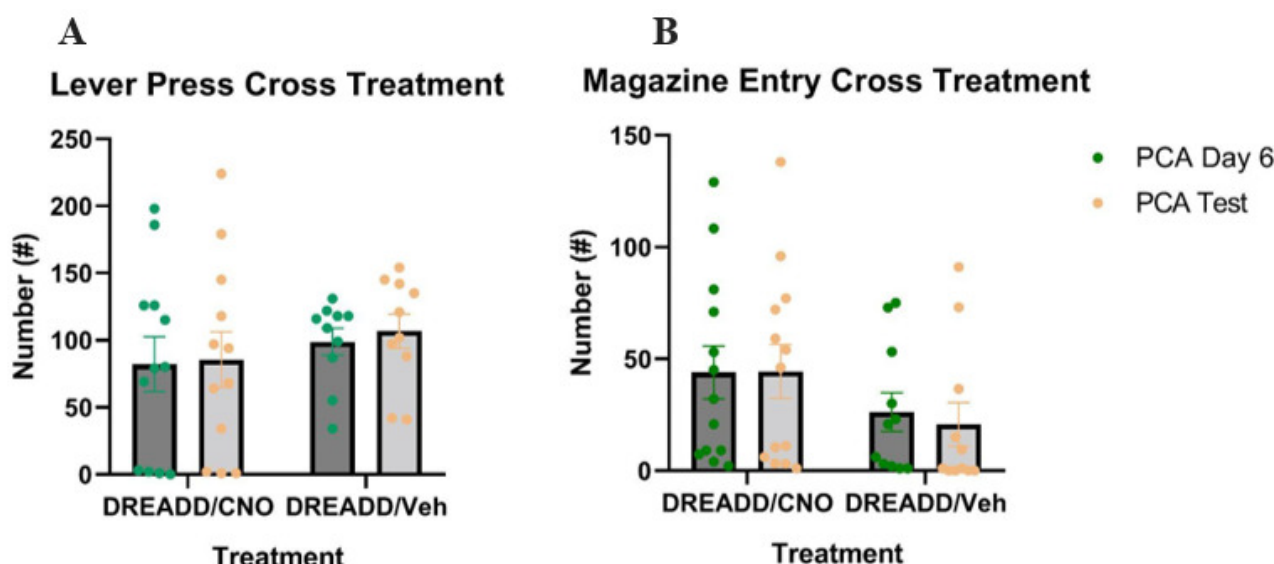 A
B
Lever Press Cross Treatment
Magazine Entry Cross Treatment
250
200
150
100
50
0
Number (#)
DREADD/CNO
DREADD/Veh
Treatment
150
100
50
0
Number (#)
DREADD/CNO
DREADD/Veh
Treatment
PCA Day 6
PCA Test